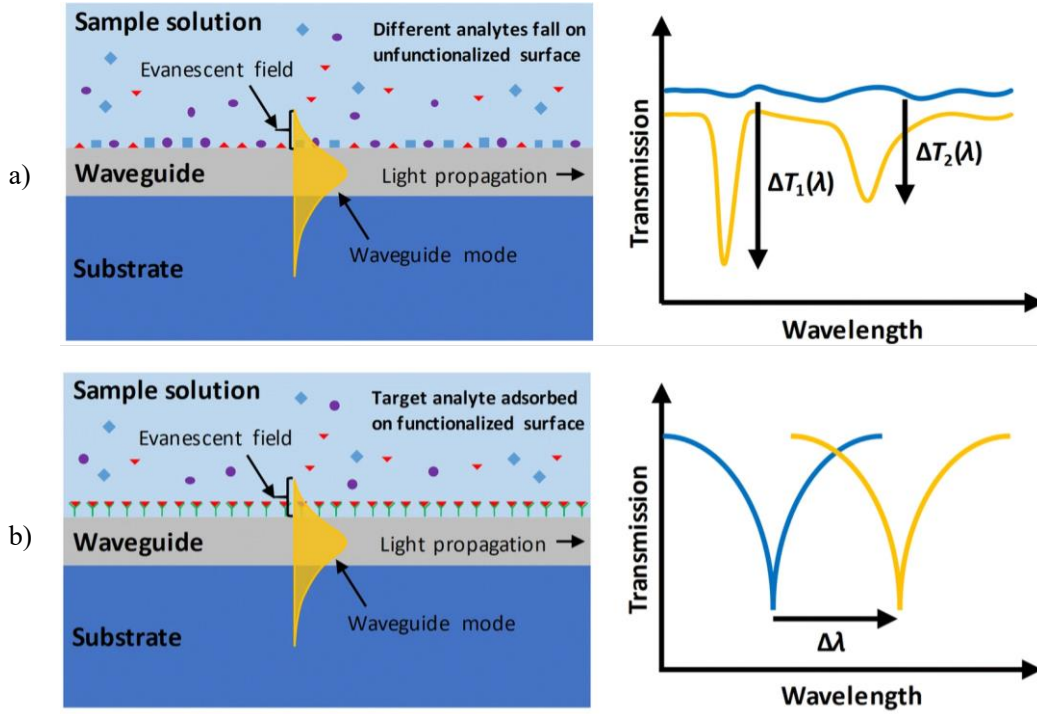 a)
Sample solution
Different analytes fall on
unfunctionalized surface
Evanescent field
Waveguide
Light propagation
Waveguide mode
Substrate
Transmission
ΔT₁(λ)
ΔT₂(λ)
Wavelength
b)
Sample solution
Target analyte adsorbed
on functionalized surface
Evanescent field
Waveguide
Light propagation
Waveguide mode
Substrate
Transmission
Δλ
Wavelength